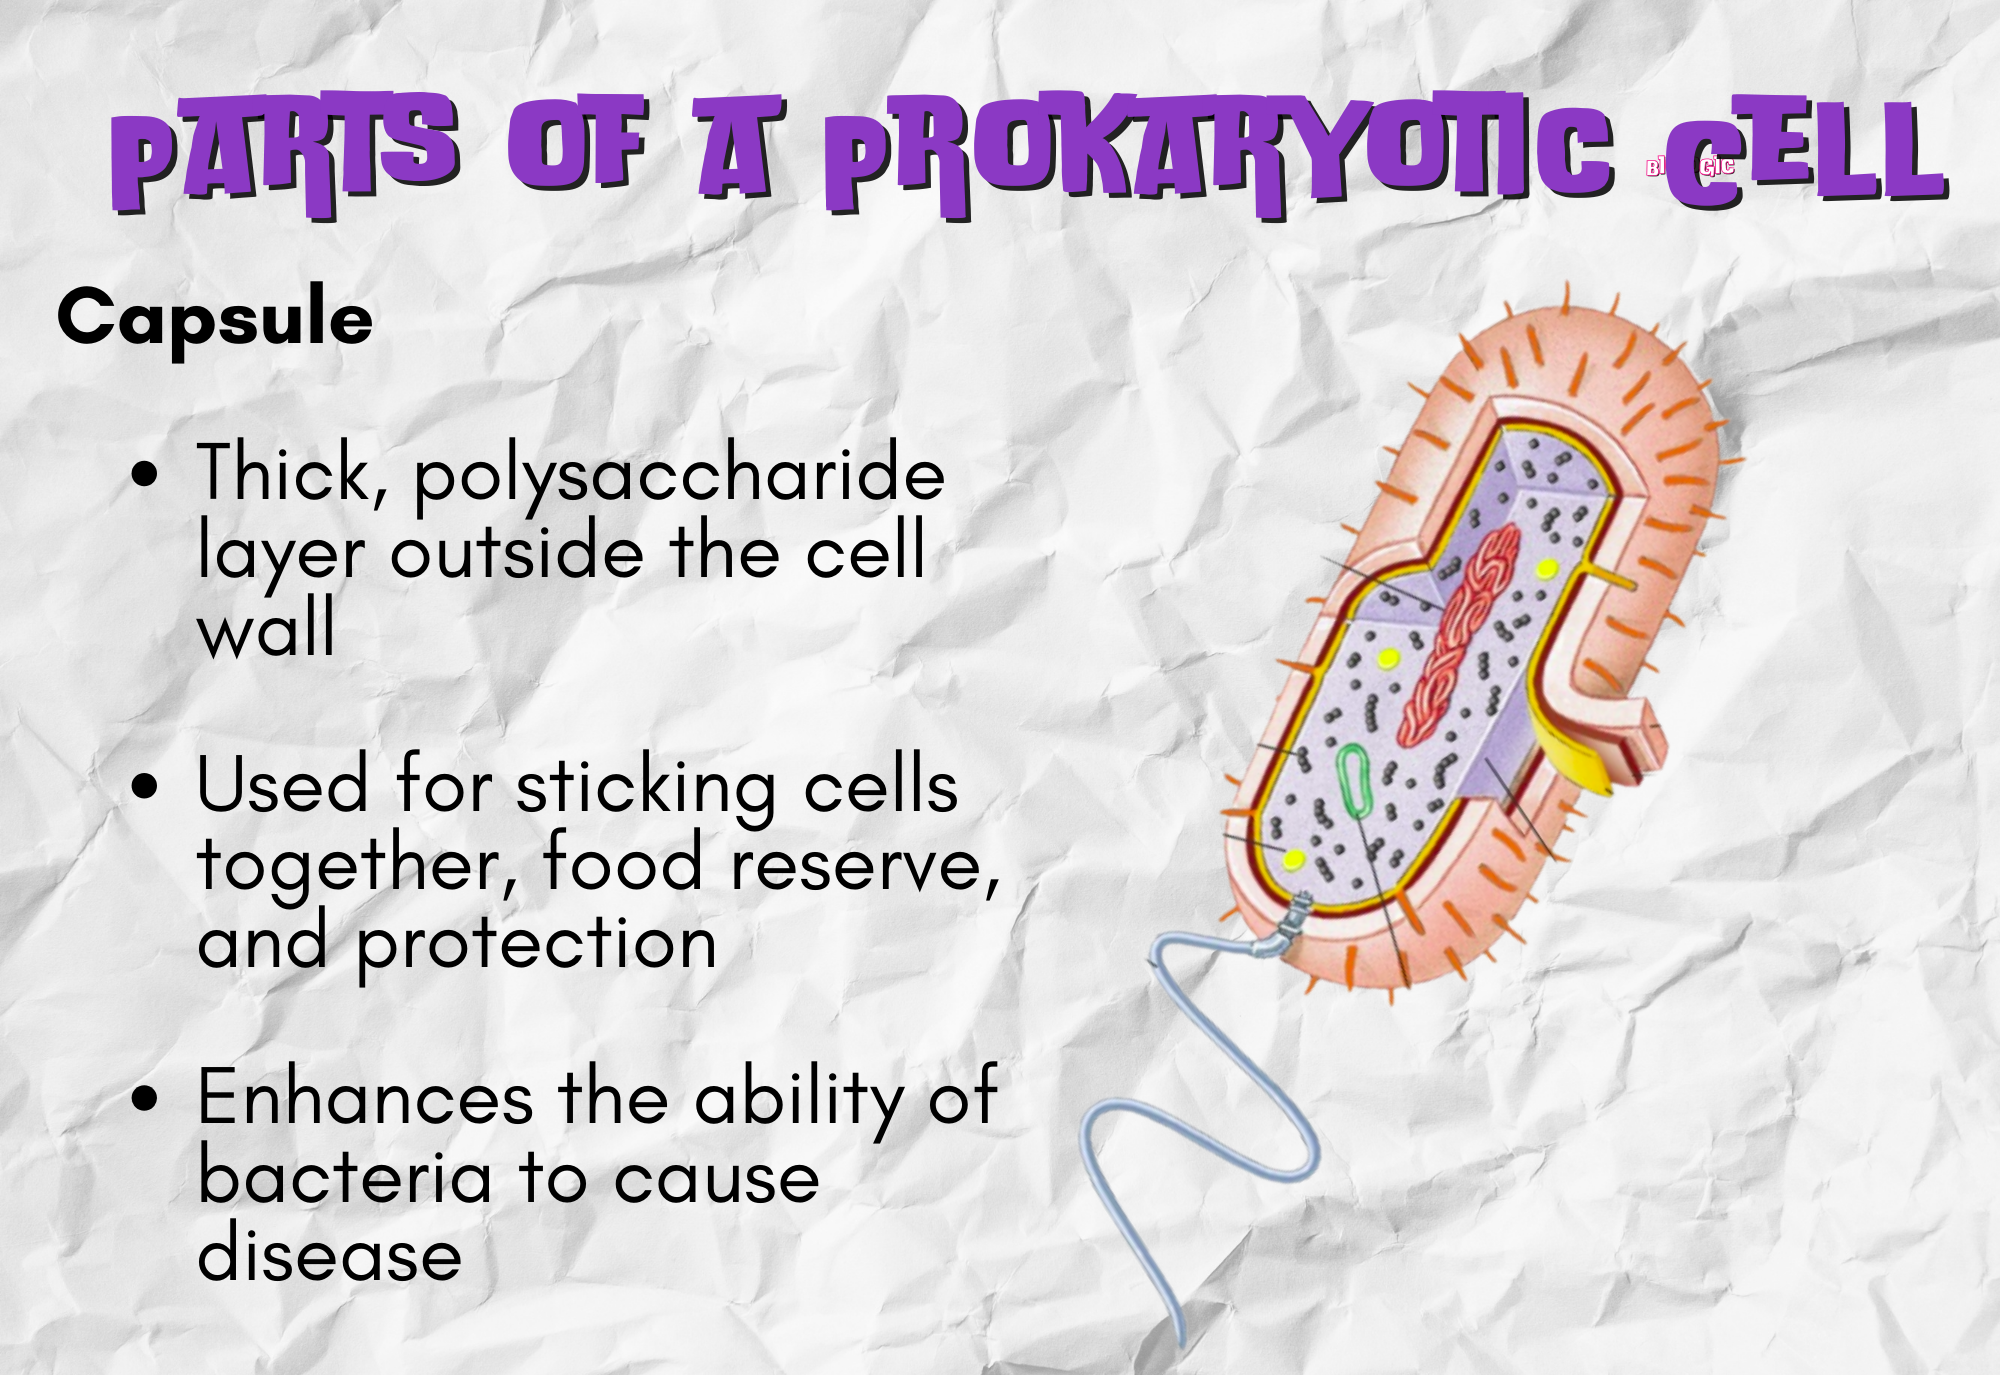 PARTS OF A PROKARYOTIC CELL
Capsule
• Thick, polysaccharide
layer outside the cell
wall
• Used for sticking cells
together, food reserve,
and protection
• Enhances the ability of
bacteria to cause
disease